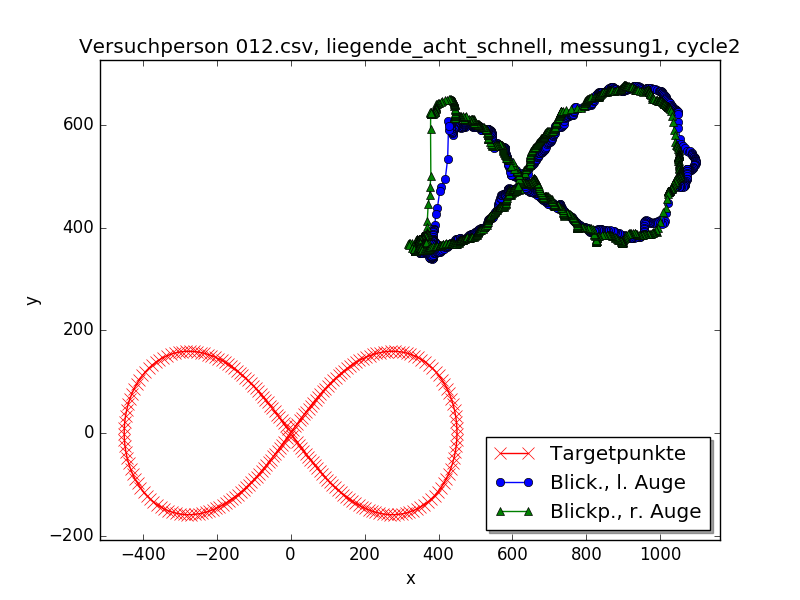 Versuchperson 012.csv, liegende_acht_schnell, messung1, cycle2
600
400
200
0
−200
y
−400
−200
0
200
400
600
800
1000
x
Targetpunkte
Blick., l. Auge
Blickp., r. Auge